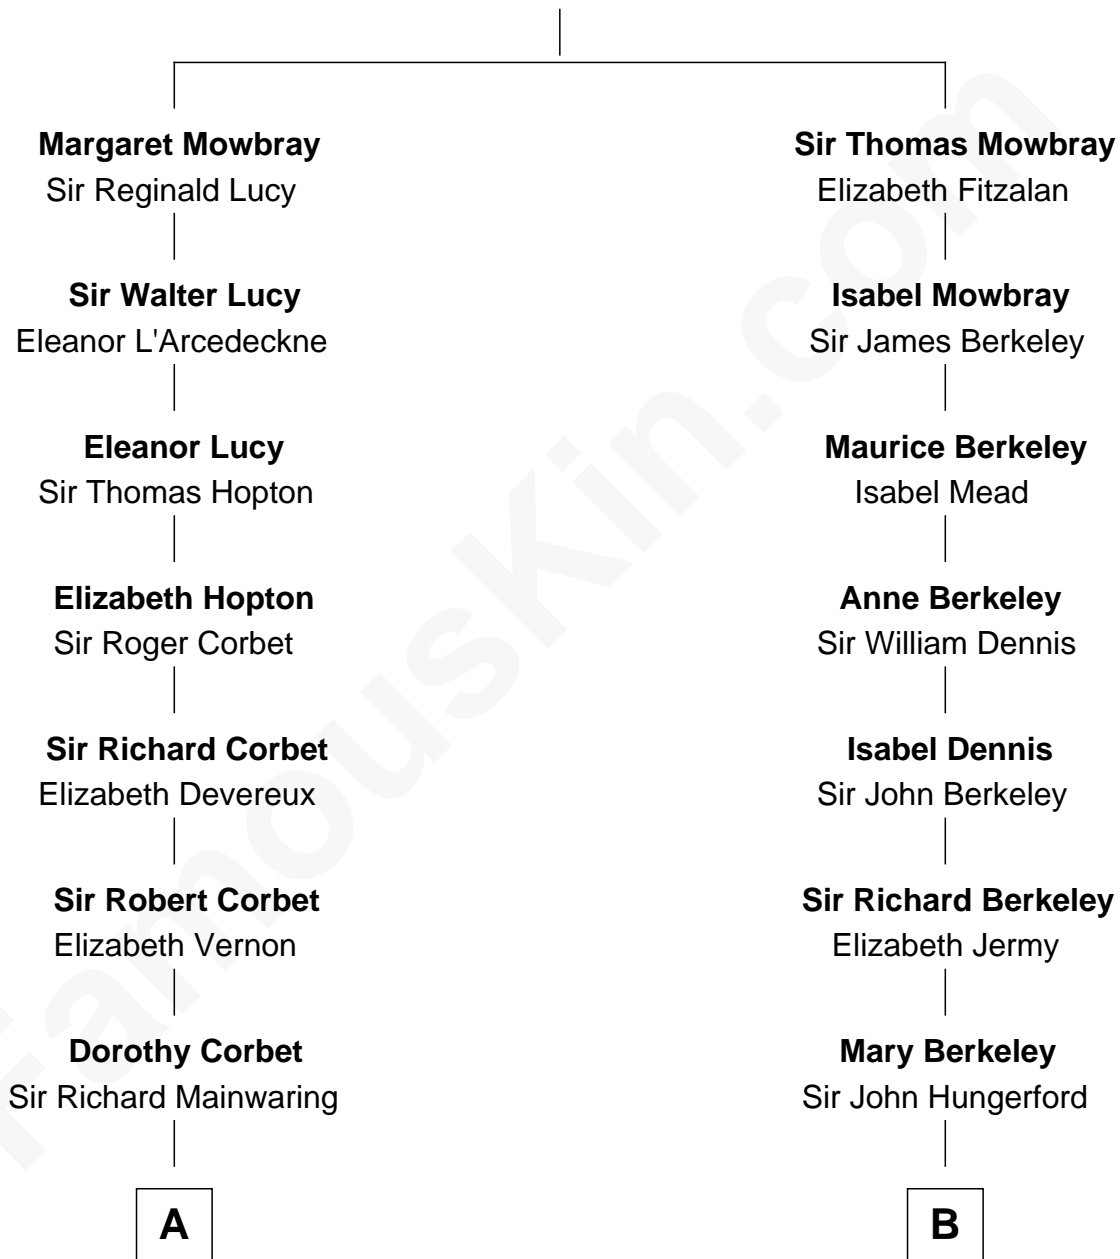 Margaret Mowbray
Sir Reginald Lucy
Sir Walter Lucy
Eleanor L'Arcedeckne
Eleanor Lucy
Sir Thomas Hopton
Elizabeth Hopton
Sir Roger Corbet
Sir Richard Corbet
Elizabeth Devereux
Sir Robert Corbet
Elizabeth Vernon
Dorothy Corbet
Sir Richard Mainwaring
A
Sir Thomas Mowbray
Elizabeth Fitzalan
Isabel Mowbray
Sir James Berkeley
Maurice Berkeley
Isabel Mead
Anne Berkeley
Sir William Dennis
Isabel Dennis
Sir John Berkeley
Sir Richard Berkeley
Elizabeth Jermy
Mary Berkeley
Sir John Hungerford
B
FamousKin.com